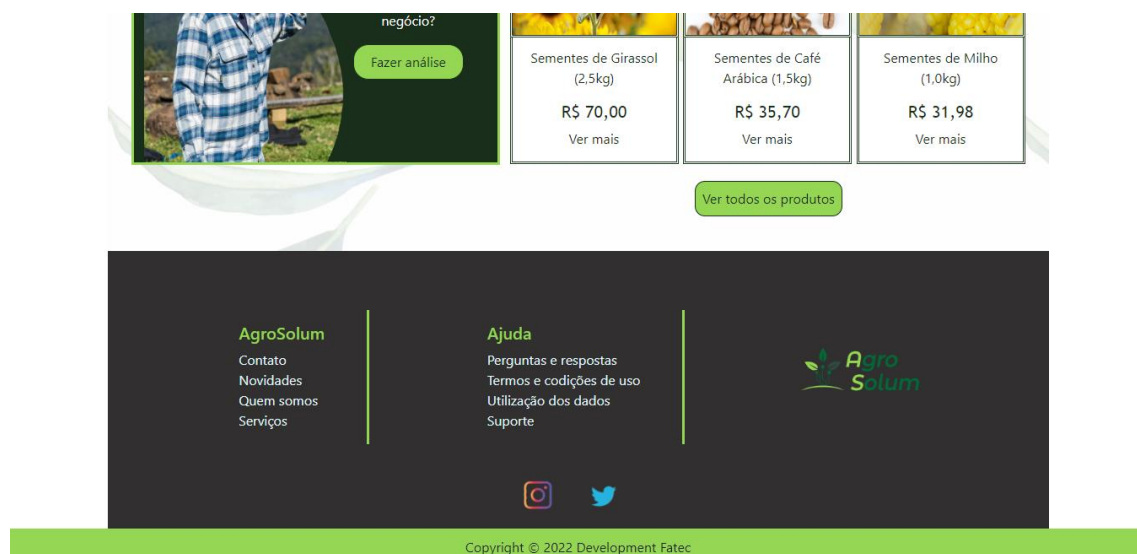 negócio?
Fazer análise
Sementes de Girassol
(2,5kg)
R$ 70,00
Ver mais
Sementes de Café
Arábica (1,5kg)
R$ 35,70
Ver mais
Sementes de Milho
(1,0kg)
R$ 31,98
Ver mais
Ver todos os produtos
AgroSolum
Contato
Novidades
Quem somos
Serviços
Ajuda
Perguntas e respostas
Termos e codições de uso
Utilização dos dados
Suporte
Agro
Solum
Copyright © 2022 Development Fatec